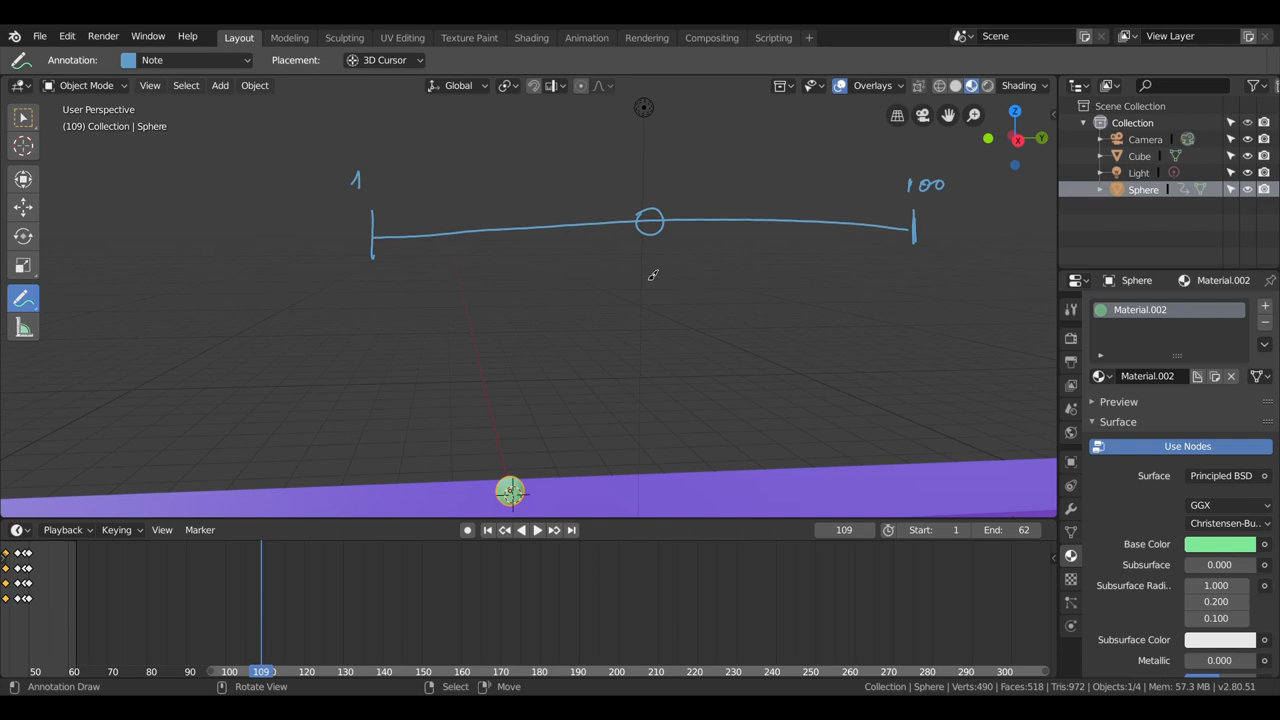 File Edit Render Window Help Layout Modeling Sculpting UV Editing Texture Paint Shading Animation Rendering Compositing Scripting + Scene View Layer
Annotation: Note Placement: 3D Cursor
Object Mode View Select Add Object Global Overlays Shading
User Perspective
(109) Collection | Sphere
Z
X
Y
1
100
Scene Collection
Collection
Camera
Cube
Light
Sphere
Sphere Material.002
Material.002
Material.002
Preview
Surface
Use Nodes
Surface Principled BSD
GGX
Christensen-Bu..
Base Color
Subsurface 0.000
Subsurface Radi.. 1.000
0.200
0.100
Subsurface Color
Metallic 0.000
Playback Keying View Marker 109 Start: 1 End: 62
50 60 70 80 90 100 109 120 130 140 150 160 170 180 190 200 210 220 230 240 250 260 270 280 290 300
Annotation Draw Rotate View Select Move Collection | Sphere | Verts:490 | Faces:518 | Tris:972 | Objects:1/4 | Mem: 57.3 MB | v2.80.51